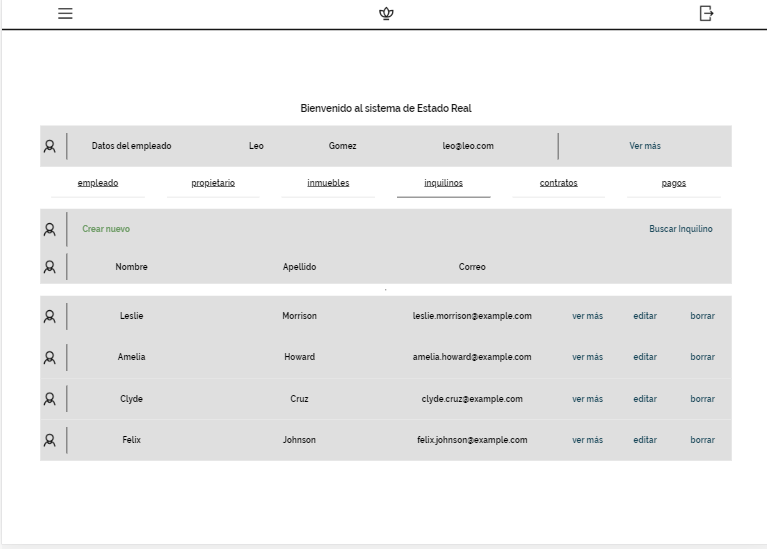 Bienvenido al sistema de Estado Real
Datos del empleado Leo Gomez leo@leo.com Ver más
empleado propietario inmuebles inquilinos contratos pagos
Crear nuevo Buscar Inquilino
Nombre Apellido Correo
Leslie Morrison leslie.morrison@example.com ver más editar borrar
Amelia Howard amelia.howard@example.com ver más editar borrar
Clyde Cruz clyde.cruz@example.com ver más editar borrar
Felix Johnson felix.johnson@example.com ver más editar borrar